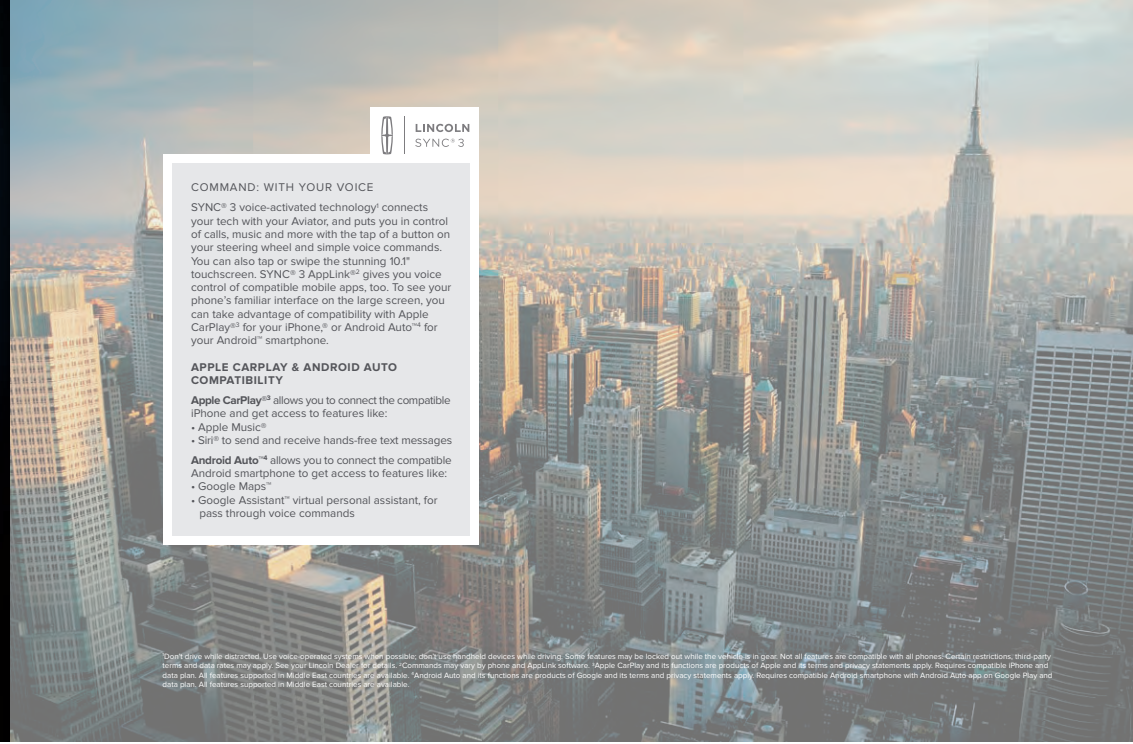 LINCOLN
SYNC® 3
COMMAND: WITH YOUR VOICE
SYNC® 3 voice-activated technology¹ connects
your tech with your Aviator, and puts you in control
of calls, music and more with the tap of a button on
your steering wheel and simple voice commands.
You can also tap or swipe the stunning 10.1"
touchscreen. SYNC® 3 AppLink®² gives you voice
control of compatible mobile apps, too. To see your
phone's familiar interface on the large screen, you
can take advantage of compatibility with Apple
CarPlay®³ for your iPhone,® or Android Auto™⁴ for
your Android™ smartphone.
APPLE CARPLAY & ANDROID AUTO
COMPATIBILITY
Apple CarPlay®³ allows you to connect the compatible
iPhone and get access to features like:
• Apple Music®
• Siri® to send and receive hands-free text messages
Android Auto™⁴ allows you to connect the compatible
Android smartphone to get access to features like:
• Google Maps™
• Google Assistant™ virtual personal assistant, for
pass through voice commands
¹Don't drive while distracted. Use voice-operated systems when possible; don't use handheld devices while driving. Some features may be locked out while the vehicle is in gear. Not all features are compatible with all phones. Certain restrictions, third-party
terms and data rates may apply. See your Lincoln Dealer for details. ²Commands may vary by phone and AppLink software. ³Apple CarPlay and its functions are products of Apple and its terms and privacy statements apply. Requires compatible iPhone and
data plan. All features supported in Middle East countries are available. ⁴Android Auto and its functions are products of Google and its terms and privacy statements apply. Requires compatible Android smartphone with Android Auto app on Google Play and
data plan. All features supported in Middle East countries are available.